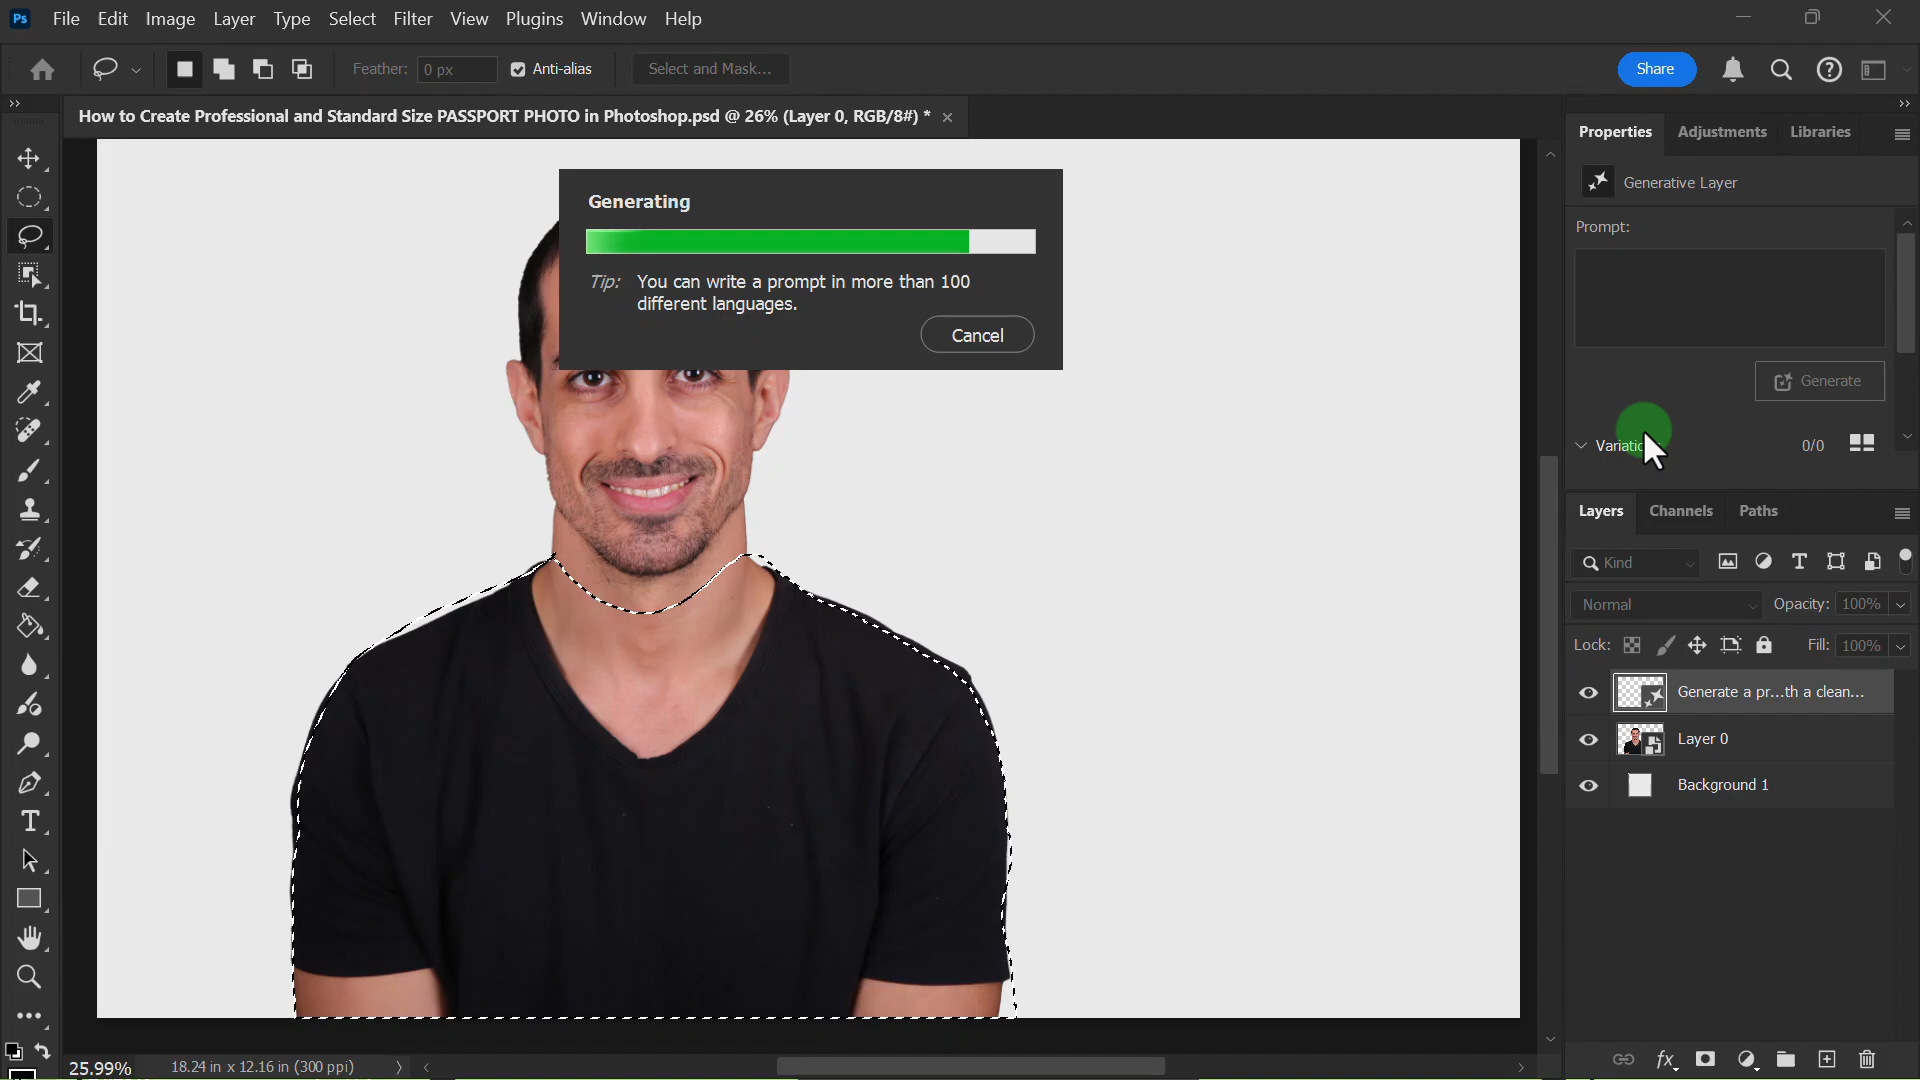 Ps File Edit Image Layer Type Select Filter View Plugins Window Help
Feather: 0 px Anti-alias Select and Mask... Share
How to Create Professional and Standard Size PASSPORT PHOTO in Photoshop.psd @ 26% (Layer 0, RGB/8#) *
Generating
Tip: You can write a prompt in more than 100
different languages.
Cancel
Properties Adjustments Libraries
Generative Layer
Prompt:
Generate
0/0
Layers Channels Paths
Kind
Normal Opacity: 100%
Lock: Fill: 100%
Generate a pr...th a clean...
Layer 0
Background 1
25.99% 18.24 in x 12.16 in (300 ppi)